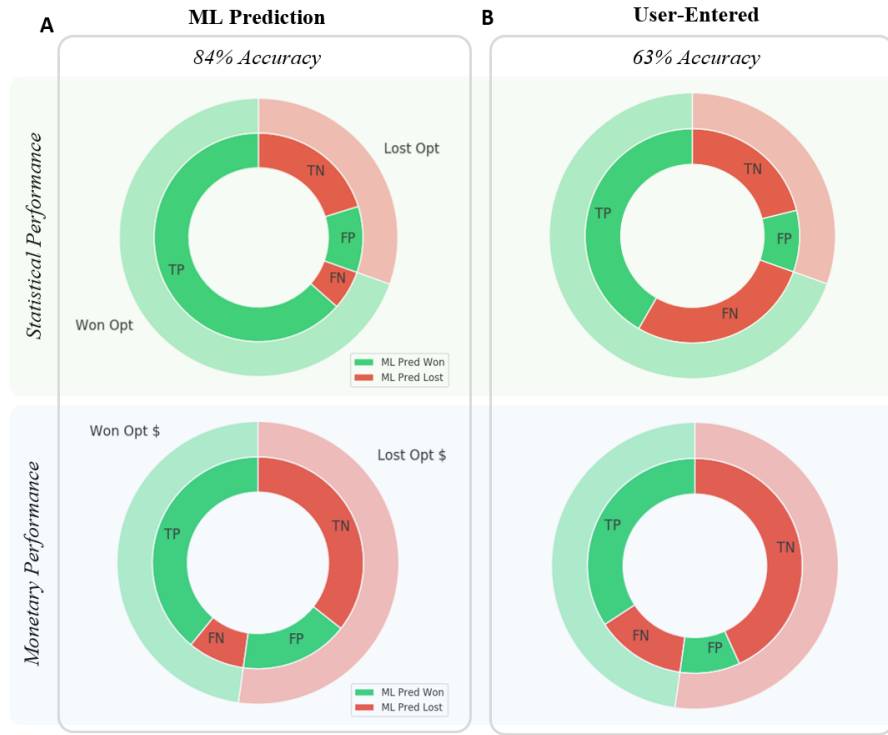 A
ML Prediction
84% Accuracy
B
User-Entered
63% Accuracy
Statistical Performance
Lost Opt
TN
FP
FN
TP
Won Opt
ML Pred Won
ML Pred Lost
TN
FP
FN
TP
Monetary Performance
Won Opt $
Lost Opt $
TN
FP
FN
TP
ML Pred Won
ML Pred Lost
TN
FP
FN
TP